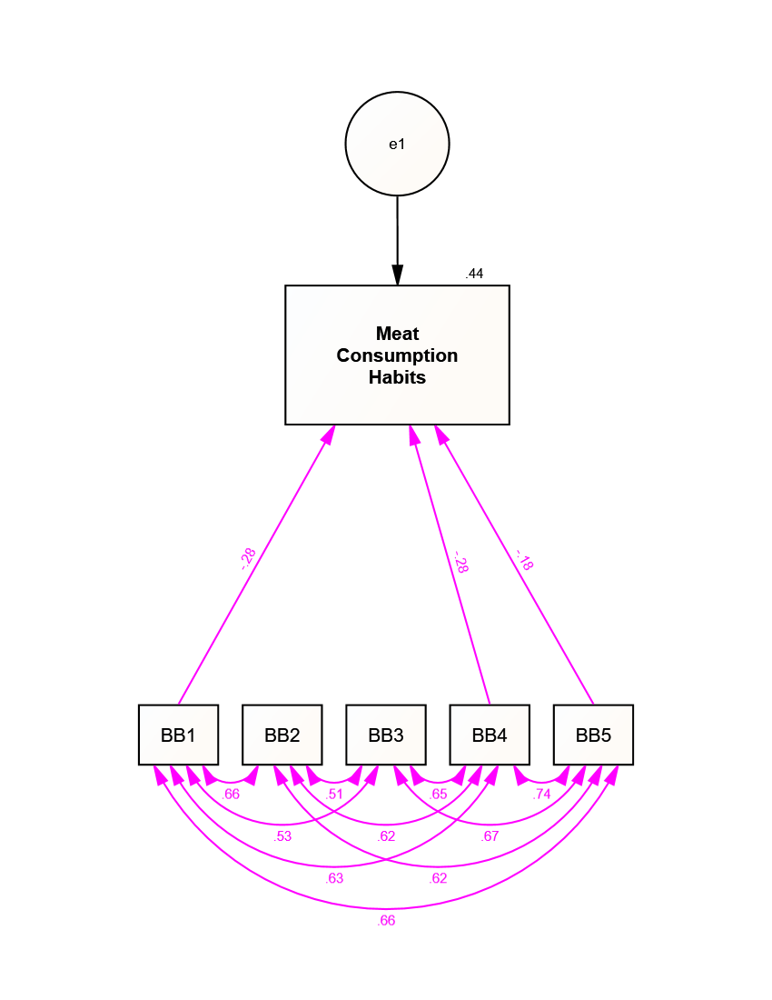 e1
.44
Meat
Consumption
Habits
-.28
-.28
-.18
BB1
BB2
BB3
BB4
BB5
.66
.51
.65
.74
.53
.62
.67
.63
.62
.66